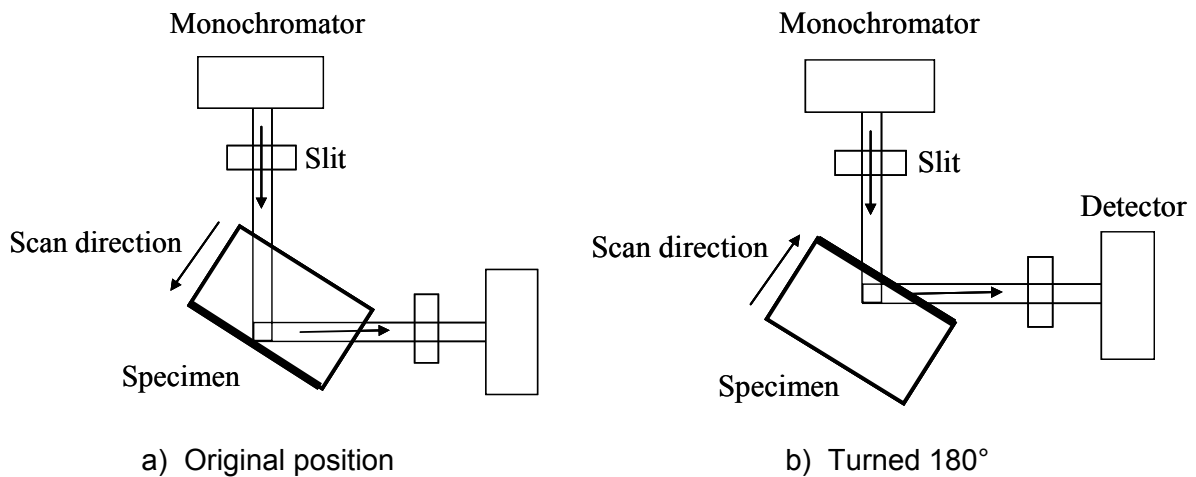 Monochromator
Slit
Scan direction
Specimen
a) Original position
Monochromator
Slit
Detector
Scan direction
Specimen
b) Turned 180°